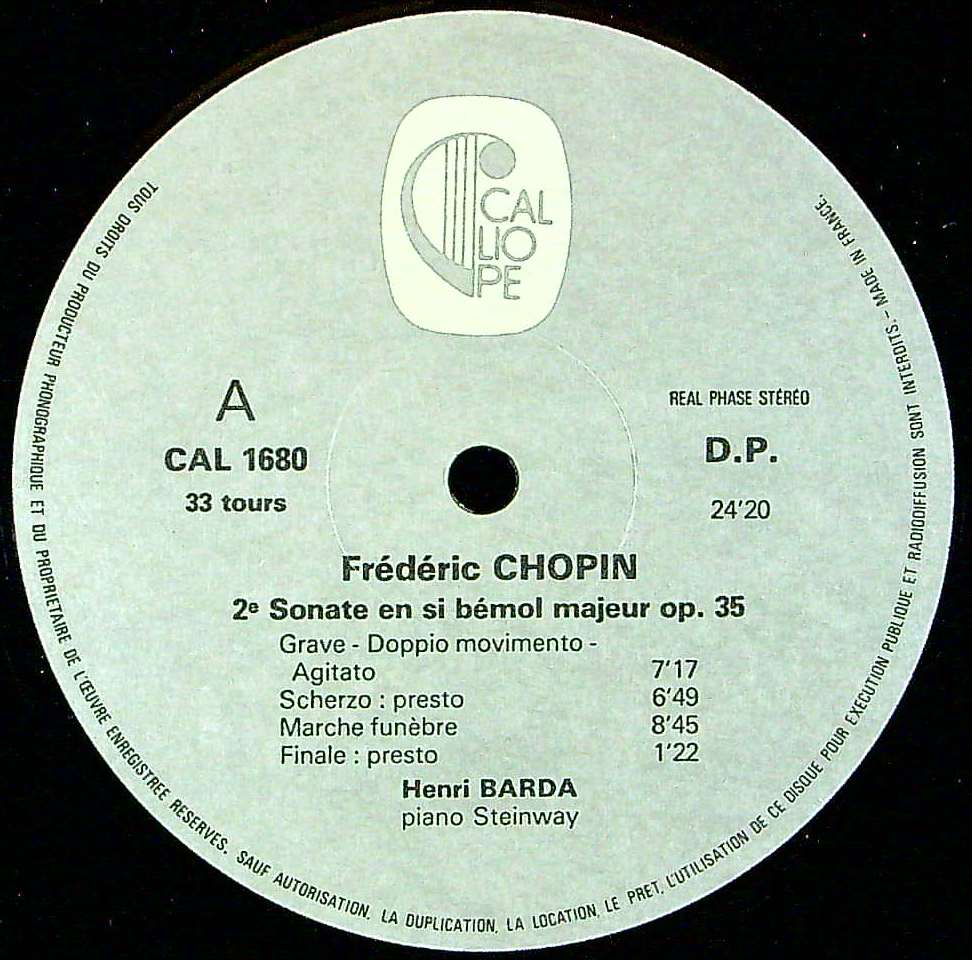 CAL
LIO
PE
A
CAL 1680
33 tours
REAL PHASE STÉRÉO
D.P.
24'20
Frédéric CHOPIN
2e Sonate en si bémol majeur op. 35
Grave - Doppio movimento -
Agitato 7'17
Scherzo : presto 6'49
Marche funèbre 8'45
Finale : presto 1'22
Henri BARDA
piano Steinway
TOUS DROITS DU PRODUCTEUR PHONOGRAPHIQUE ET DU PROPRIETAIRE DE L'ŒUVRE ENREGISTREE RESERVES. SAUF AUTORISATION, LA DUPLICATION, LA LOCATION, LE PRET, L'UTILISATION DE CE DISQUE POUR EXECUTION PUBLIQUE ET RADIODIFFUSION SONT INTERDITS. - MADE IN FRANCE.